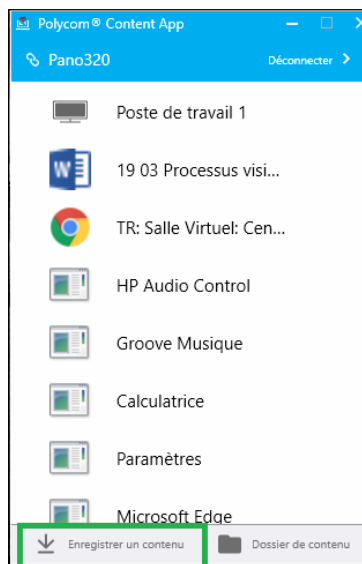 Polycom® Content App
Pano320
Déconnecter
Poste de travail 1
19 03 Processus visi...
TR: Salle Virtuel: Cen...
HP Audio Control
Groove Musique
Calculatrice
Paramètres
Microsoft Edge
Enregistrer un contenu
Dossier de contenu